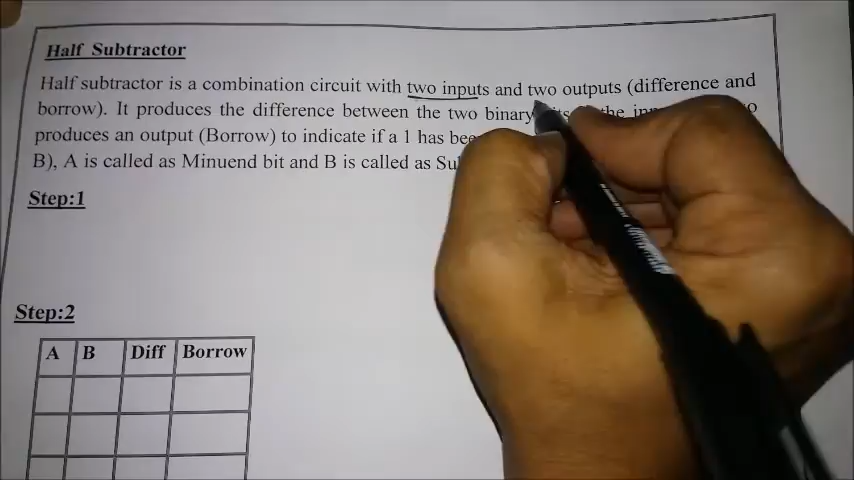 Half Subtractor
Half subtractor is a combination circuit with two inputs and two outputs (difference and
borrow). It produces the difference between the two binary the
produces an output (Borrow) to indicate if a 1 has
B), A is called as Minuend bit and B is called as
Step:1
Step:2
A B Diff Borrow